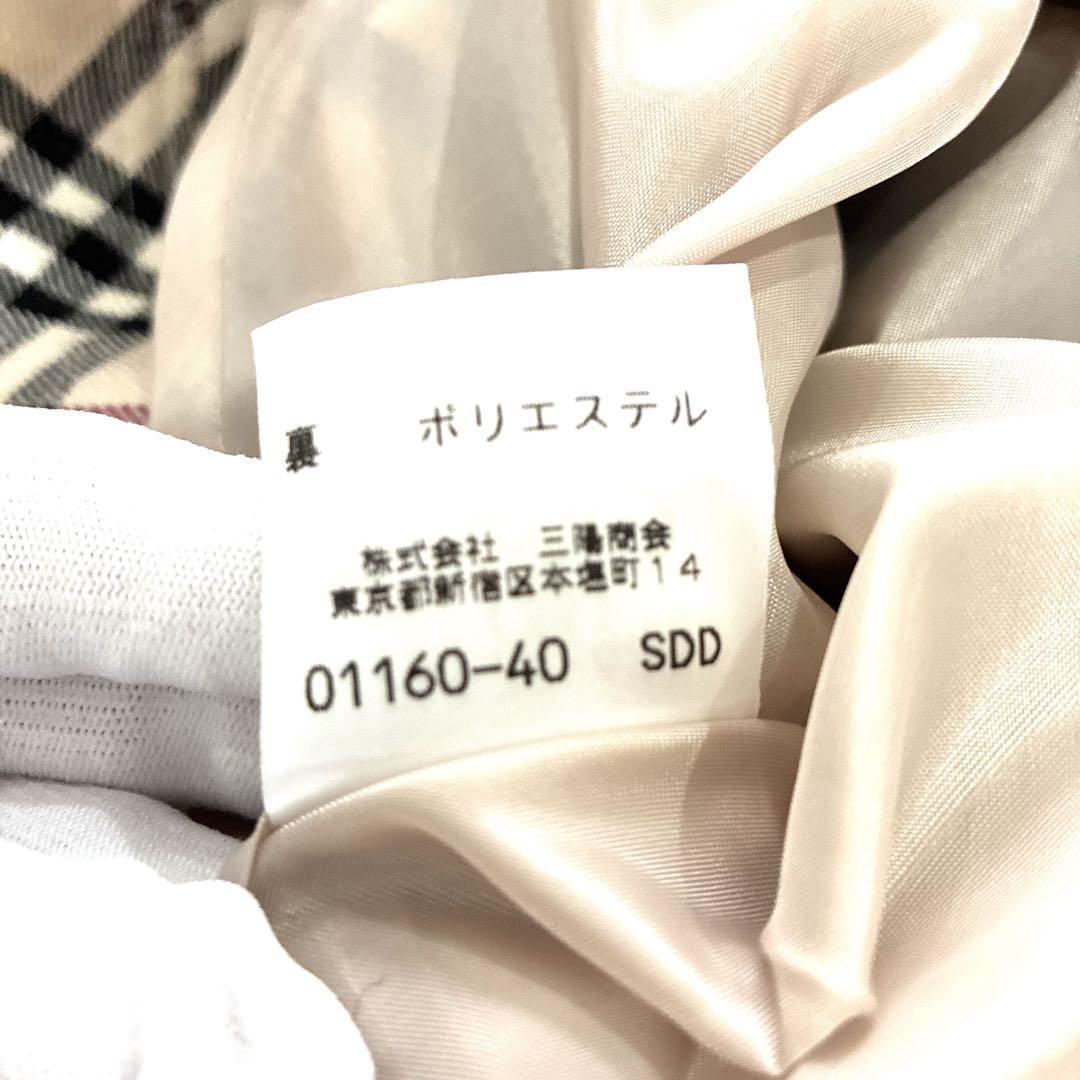 裏　ポリエステル
株式会社　三陽商会
東京都新宿区本塩町１４
01160-40　SDD